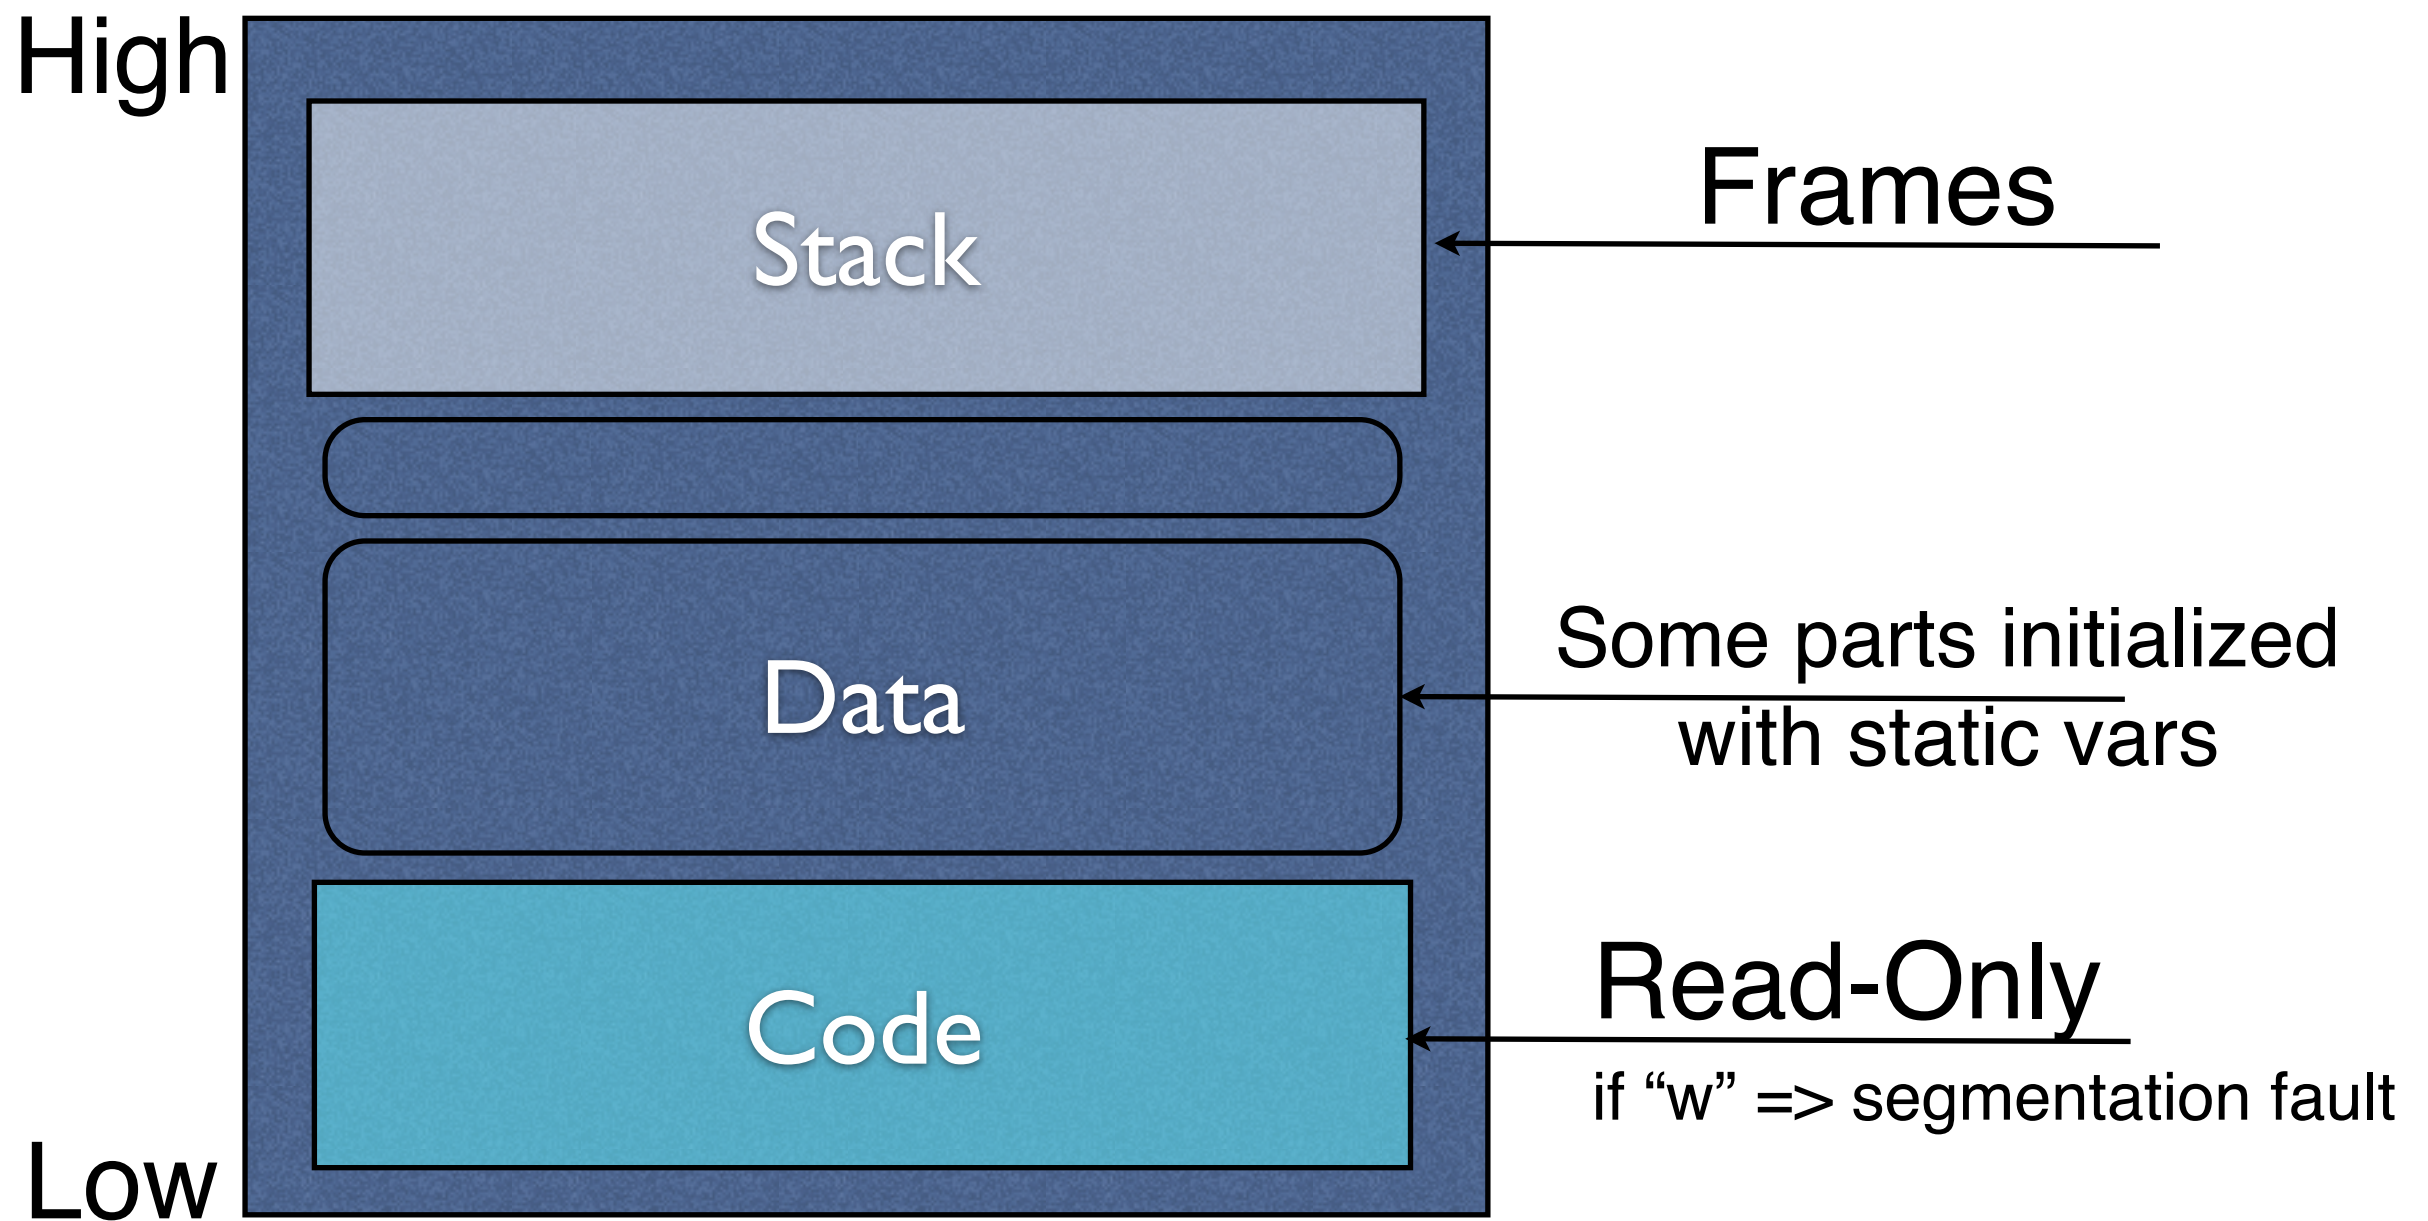 High
Stack
Frames
Some parts initialized
Data
with static vars
Read-Only
Code
if “w” => segmentation fault
Low